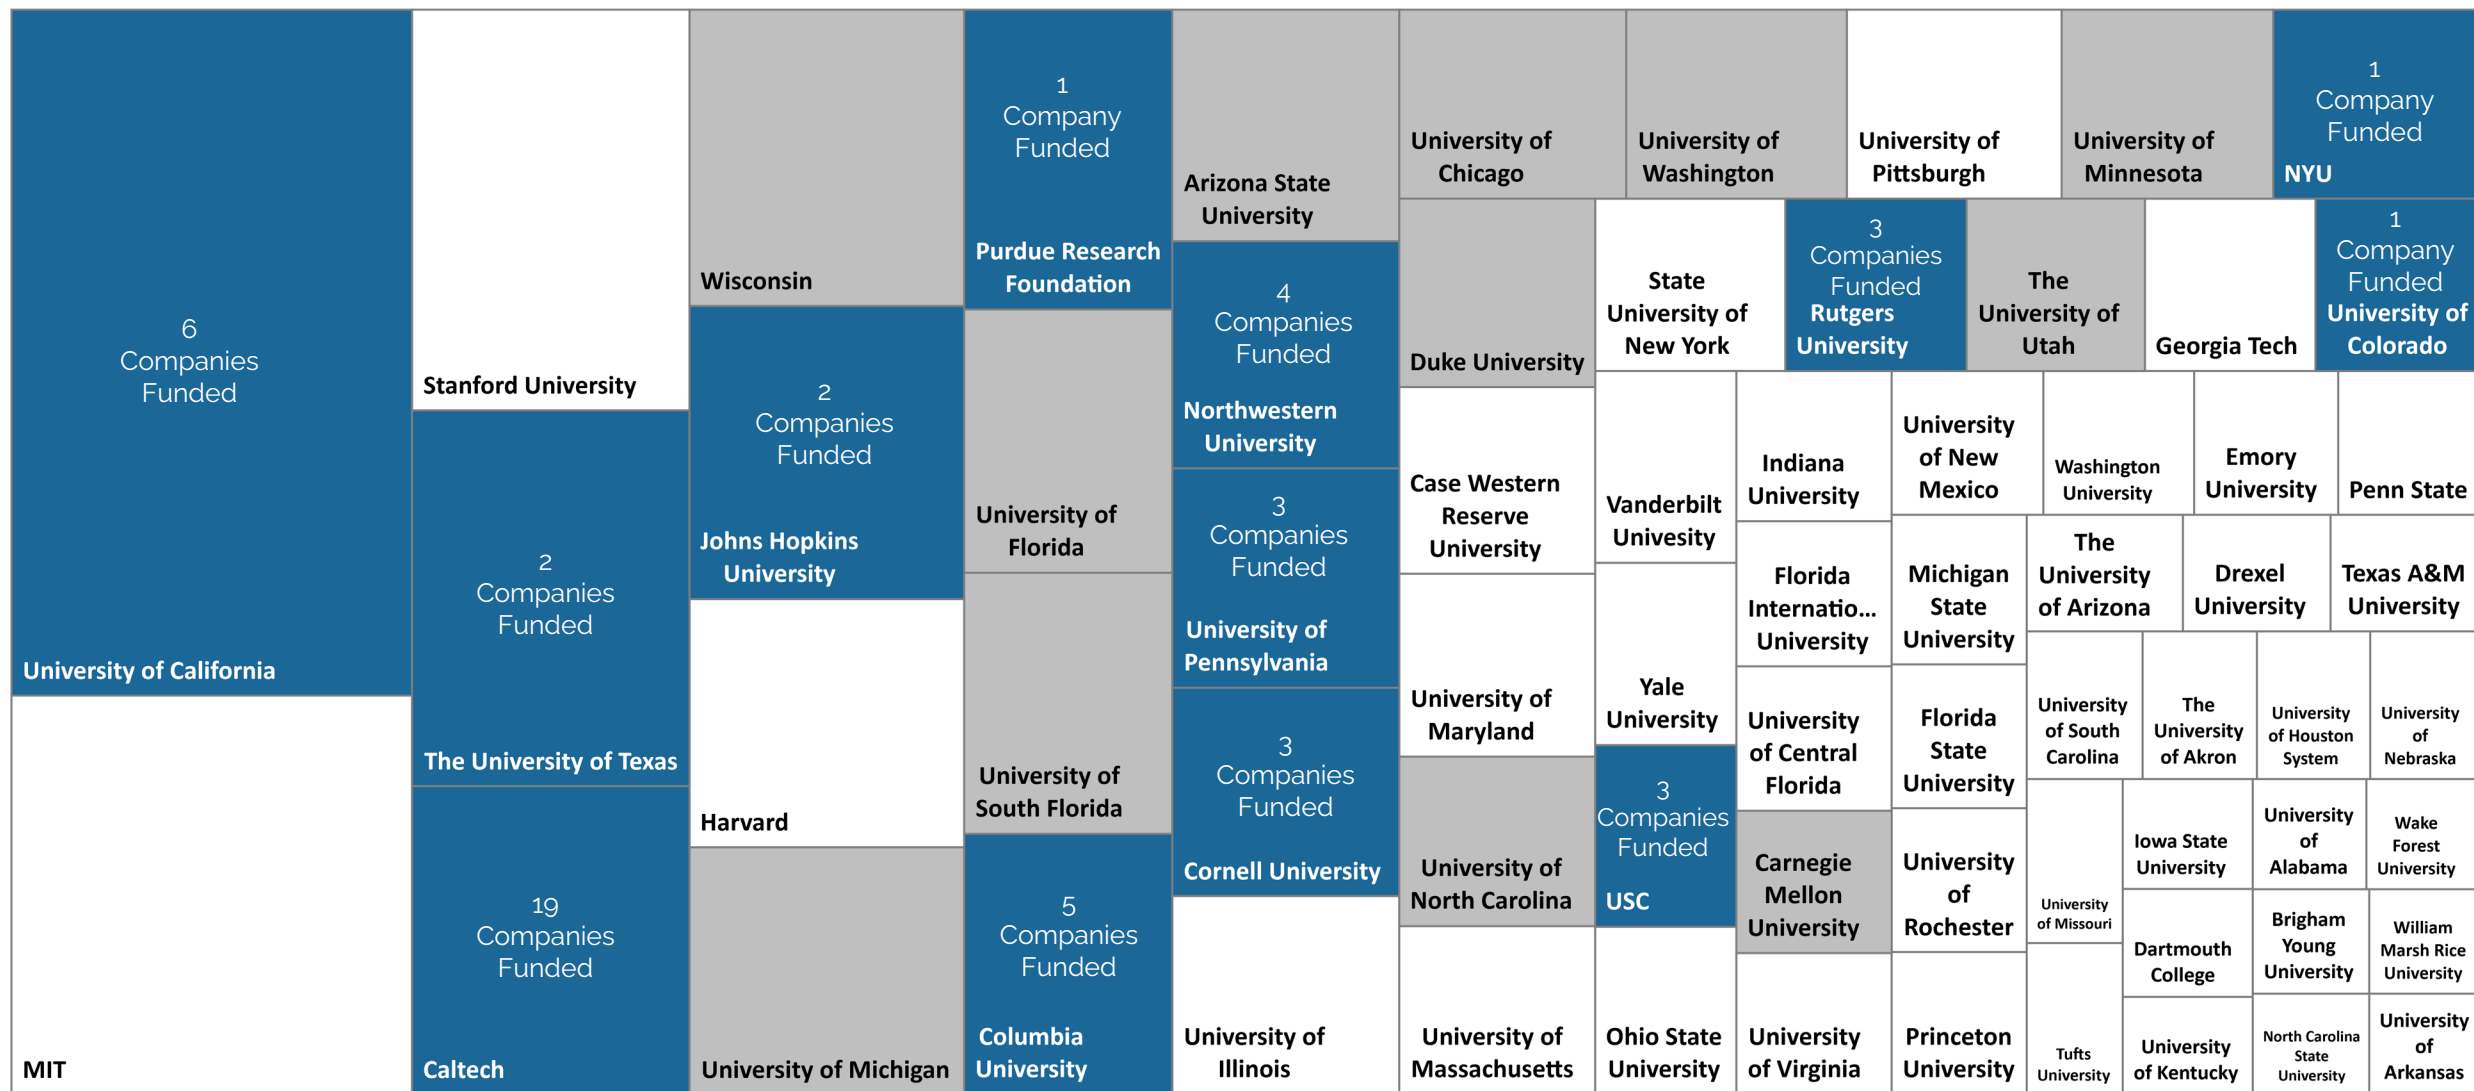 6
Companies
Funded
University of California
MIT
Stanford University
2
Companies
Funded
The University of Texas
19
Companies
Funded
Caltech
Wisconsin
2
Companies
Funded
Johns Hopkins
University
Harvard
University of Michigan
1
Company
Funded
Purdue Research
Foundation
University of
Florida
University of
South Florida
5
Companies
Funded
Columbia
University
Arizona State
University
4
Companies
Funded
Northwestern
University
3
Companies
Funded
University of
Pennsylvania
3
Companies
Funded
Cornell University
University of
Illinois
University of
Chicago
University of
Washington
University of
Pittsburgh
University of
Minnesota
1
Company
Funded
NYU
Duke University
Case Western
Reserve
University
University of
Maryland
University of
North Carolina
University of
Massachusetts
State
University of
New York
3
Companies
Funded
Rutgers
University
The
University of
Utah
Georgia Tech
1
Company
Funded
University of
Colorado
Vanderbilt
Univesity
Yale
University
3
Companies
Funded
USC
Ohio State
University
Indiana
University
Florida
Internatio...
University
University
of Central
Florida
Carnegie
Mellon
University
University
of Virginia
University
of New
Mexico
Washington
University
Emory
University
Penn State
Michigan
State
University
Florida
State
University
University
of
Rochester
Princeton
University
The
University
of Arizona
Drexel
University
Texas A&M
University
University
of South
Carolina
The
University
of Akron
University
of Houston
System
University
of
Nebraska
University
of Missouri
Tufts
University
Iowa State
University
University
of
Alabama
Wake
Forest
University
Dartmouth
College
Brigham
Young
University
William
Marsh Rice
University
University
of Kentucky
North Carolina
State
University
University
of
Arkansas